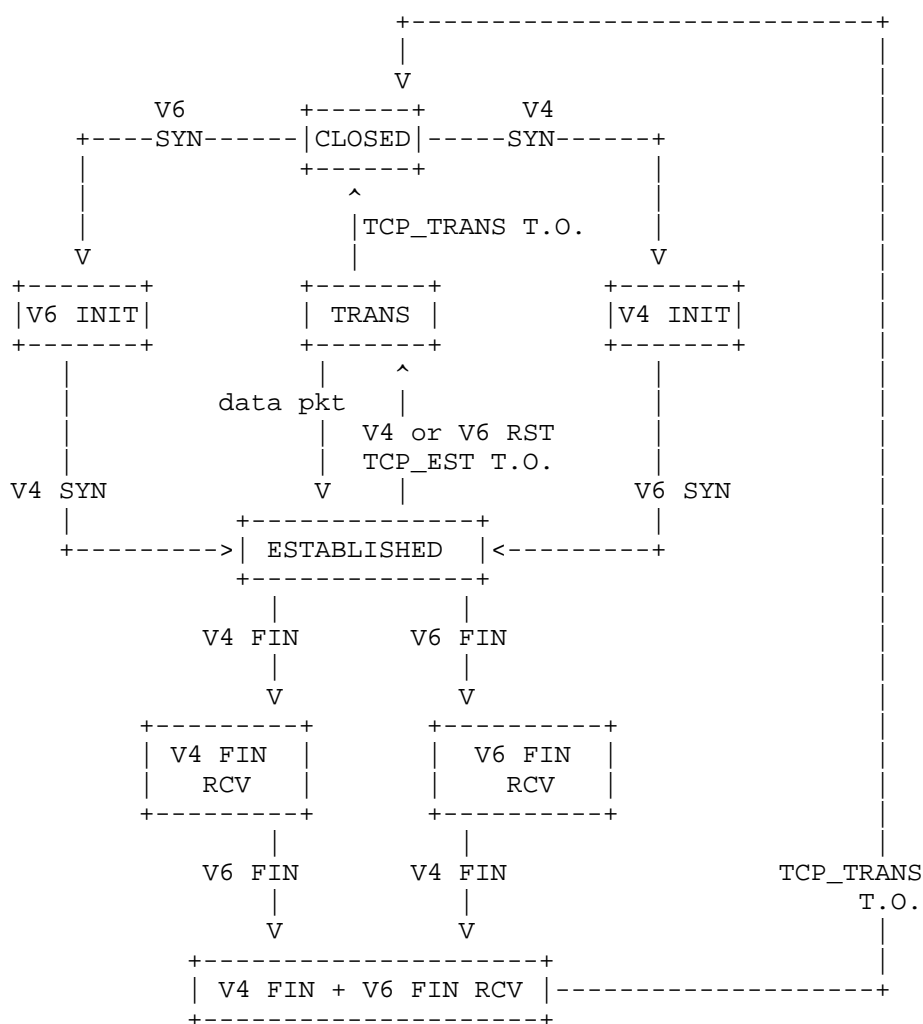 V6 V4
SYN CLOSED SYN
TCP_TRANS T.O.
V V
V6 INIT TRANS V4 INIT
data pkt
V4 or V6 RST
TCP_EST T.O.
V4 SYN V V6 SYN
ESTABLISHED
V4 FIN V6 FIN
V V
V4 FIN V6 FIN
RCV RCV
V6 FIN V4 FIN TCP_TRANS
T.O.
V V
V4 FIN + V6 FIN RCV